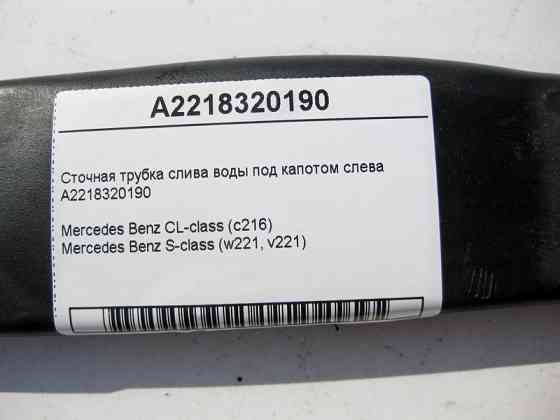 A2218320190
Сточная трубка слива воды под капотом слева
A2218320190
Mercedes Benz CL-class (c216)
Mercedes Benz S-class (w221, v221)